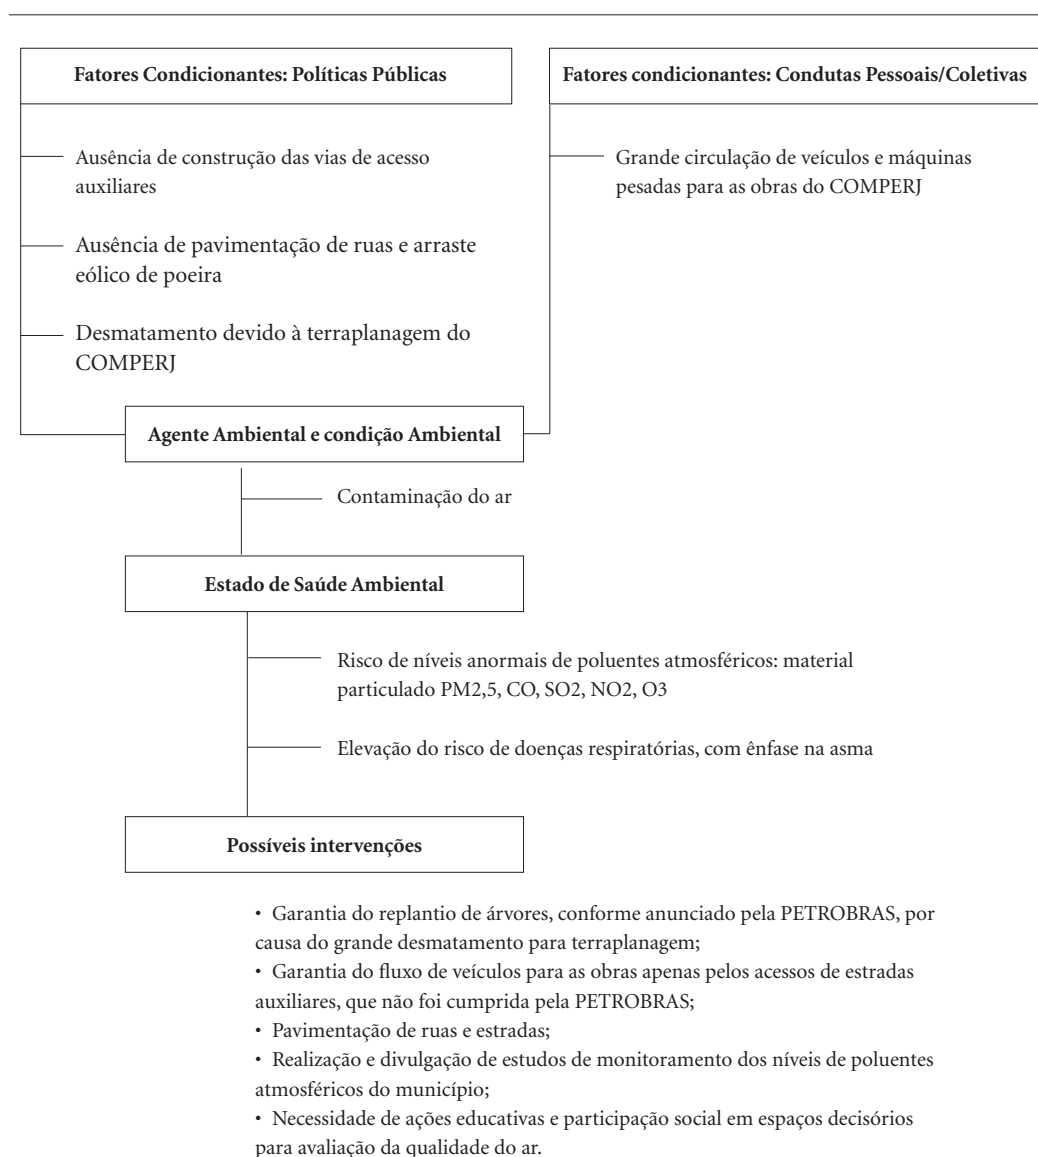 Fatores Condicionantes: Políticas Públicas
Ausência de construção das vias de acesso
auxiliares
Ausência de pavimentação de ruas e arraste
eólico de poeira
Desmatamento devido à terraplanagem do
COMPERJ
Fatores condicionantes: Condutas Pessoais/Coletivas
Grande circulação de veículos e máquinas
pesadas para as obras do COMPERJ
Agente Ambiental e condição Ambiental
Contaminação do ar
Estado de Saúde Ambiental
Risco de níveis anormais de poluentes atmosféricos: material
particulado PM2,5, CO, SO2, NO2, O3
Elevação do risco de doenças respiratórias, com ênfase na asma
Possíveis intervenções
• Garantia do replantio de árvores, conforme anunciado pela PETROBRAS, por
causa do grande desmatamento para terraplanagem;
• Garantia do fluxo de veículos para as obras apenas pelos acessos de estradas
auxiliares, que não foi cumprida pela PETROBRAS;
• Pavimentação de ruas e estradas;
• Realização e divulgação de estudos de monitoramento dos níveis de poluentes
atmosféricos do município;
• Necessidade de ações educativas e participação social em espaços decisórios
para avaliação da qualidade do ar.